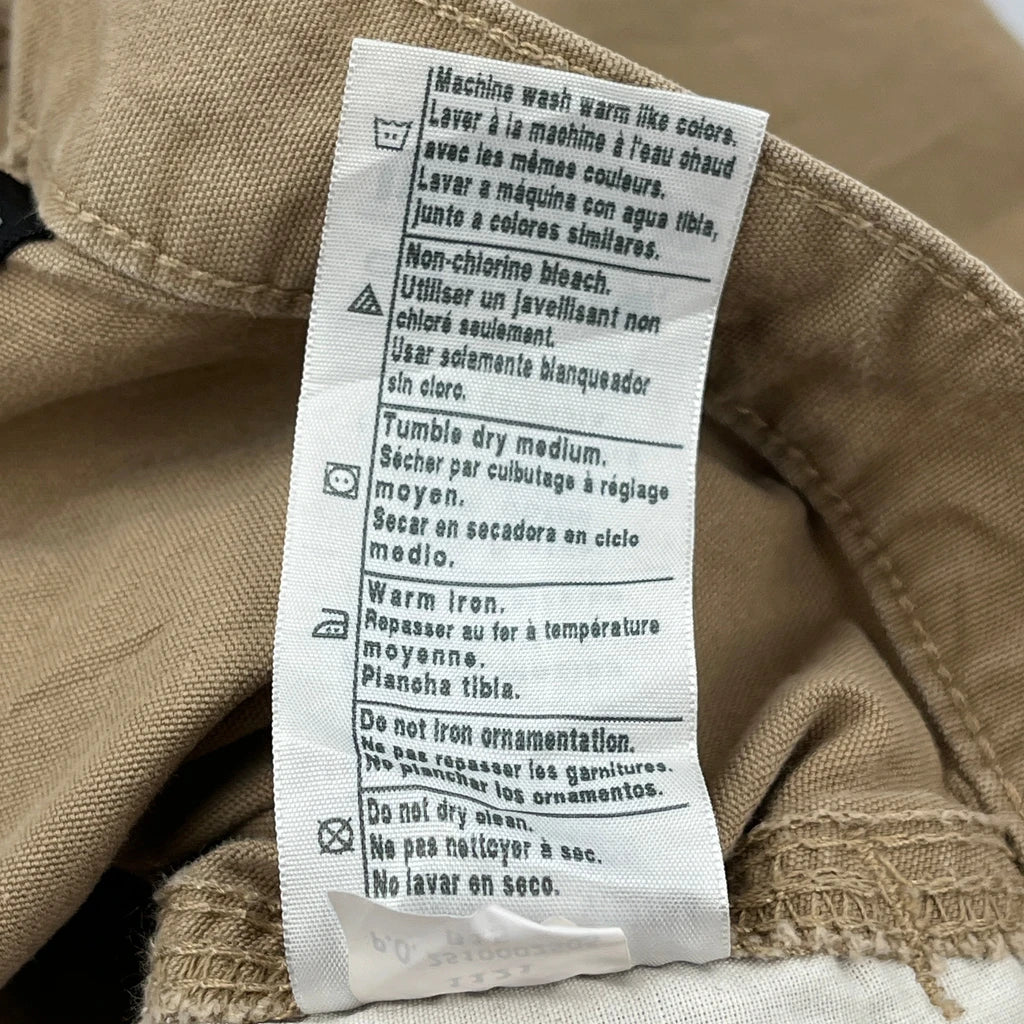 Machine wash warm like colors.
Laver à la machine à l'eau chaud
avec les mêmes couleurs.
Lavar a máquina con agua tibia,
junto a colores similares.
Non-chlorine bleach.
Utiliser un javellisant non
chloré seulement.
Usar solamente blanqueador
sin cloro.
Tumble dry medium.
Sécher par culbutage à réglage
moyen.
Secar en secadora en ciclo
medio.
Warm iron.
Repasser au fer à température
moyenne.
Plancha tibia.
Do not iron ornamentation.
Ne pas repasser les garnitures.
No planchar los ornamentos.
Do not dry clean.
Ne pas nettoyer à sec.
No lavar en seco.
P.O.
1121